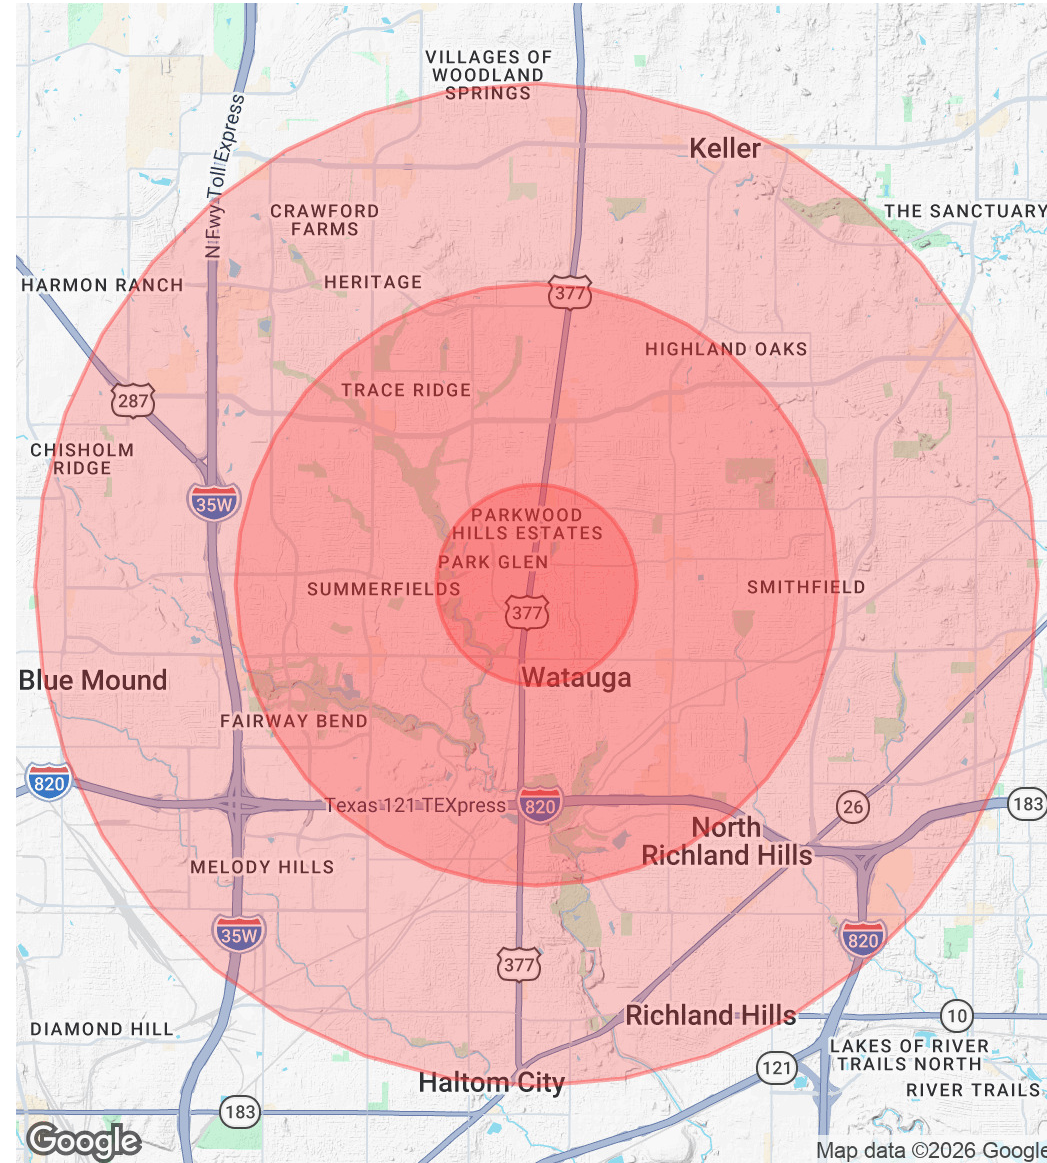 VILLAGES OF
WOODLAND
SPRINGS
Keller
N Fwy Toll Express
CRAWFORD
FARMS
THE SANCTUARY
HARMON RANCH
HERITAGE
377
HIGHLAND OAKS
TRACE RIDGE
287
CHISHOLM
RIDGE
35W
PARKWOOD
HILLS ESTATES
PARK GLEN
SUMMERFIELDS
SMITHFIELD
377
Blue Mound
Watauga
FAIRWAY BEND
820
Texas 121 TEXpress
820
26
183
North
Richland Hills
MELODY HILLS
35W
820
377
DIAMOND HILL
Richland Hills
10
LAKES OF RIVER
TRAILS NORTH
121
RIVER TRAILS
Haltom City
183
Google
Map data ©2026 Google